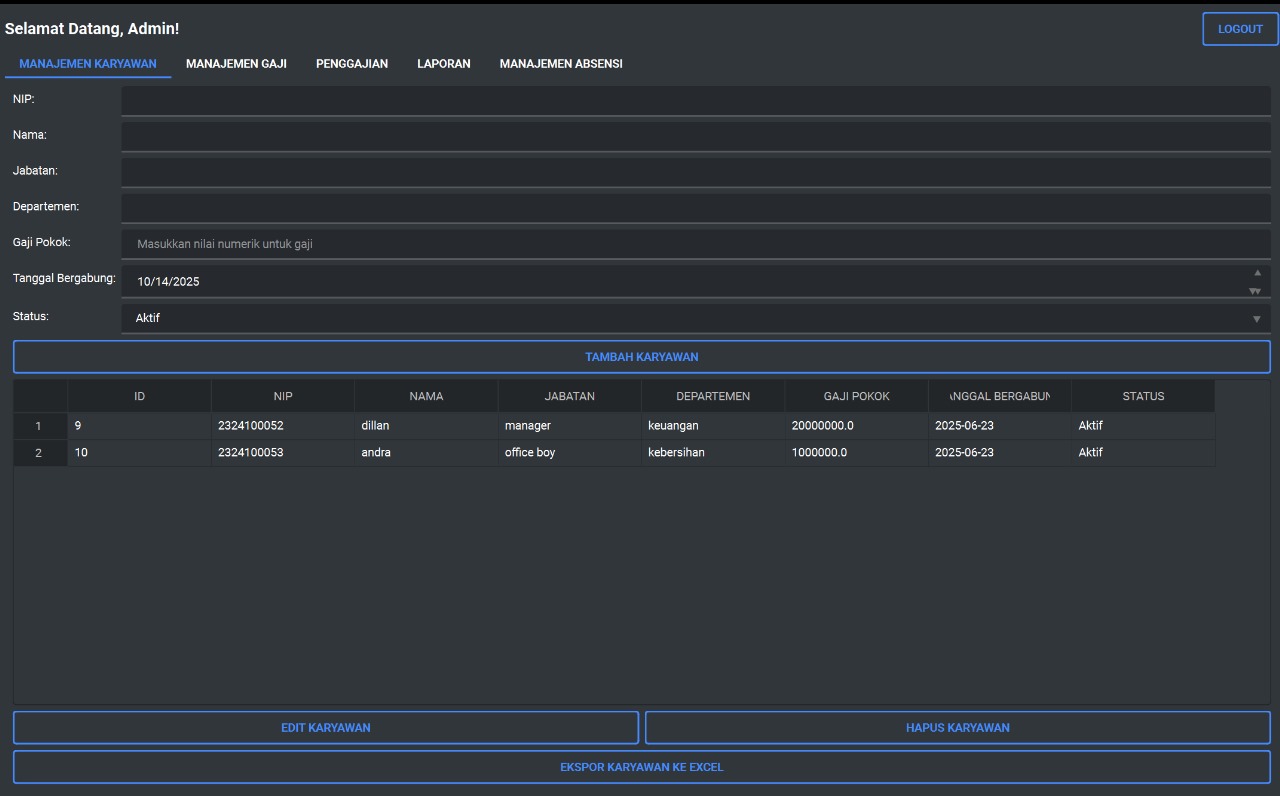 Selamat Datang, Admin!
LOGOUT
MANAJEMEN KARYAWAN MANAJEMEN GAJI PENGGAJIAN LAPORAN MANAJEMEN ABSENSI
NIP:
Nama:
Jabatan:
Departemen:
Gaji Pokok: Masukkan nilai numerik untuk gaji
Tanggal Bergabung: 10/14/2025
Status: Aktif
TAMBAH KARYAWAN
ID NIP NAMA JABATAN DEPARTEMEN GAJI POKOK NGGAL BERGABUN STATUS
1 9 2324100052 dillan manager keuangan 20000000.0 2025-06-23 Aktif
2 10 2324100053 andra office boy kebersihan 1000000.0 2025-06-23 Aktif
EDIT KARYAWAN HAPUS KARYAWAN
EKSPOR KARYAWAN KE EXCEL